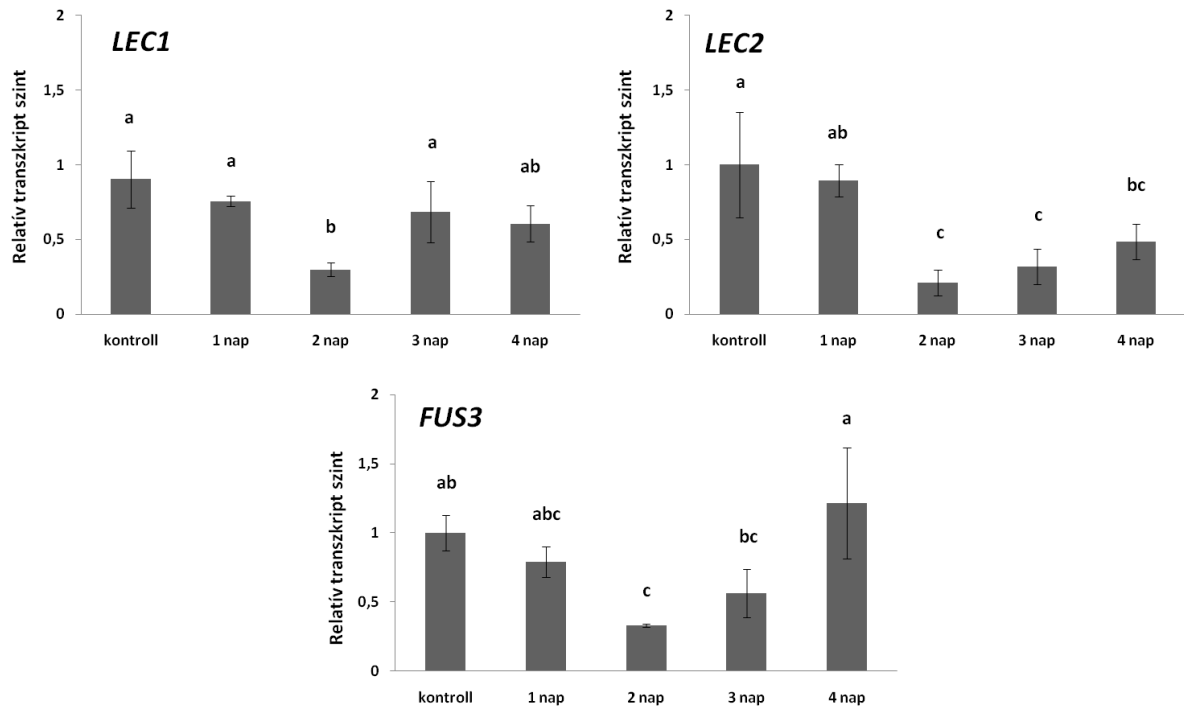 LEC1
Relatív transzkript szint
2
1,5
1
0,5
0
a
a
b
a
ab
kontroll
1 nap
2 nap
3 nap
4 nap
LEC2
Relatív transzkript szint
2
1,5
1
0,5
0
a
ab
c
c
bc
kontroll
1 nap
2 nap
3 nap
4 nap
FUS3
Relatív transzkript szint
2
1,5
1
0,5
0
ab
abc
c
bc
a
kontroll
1 nap
2 nap
3 nap
4 nap